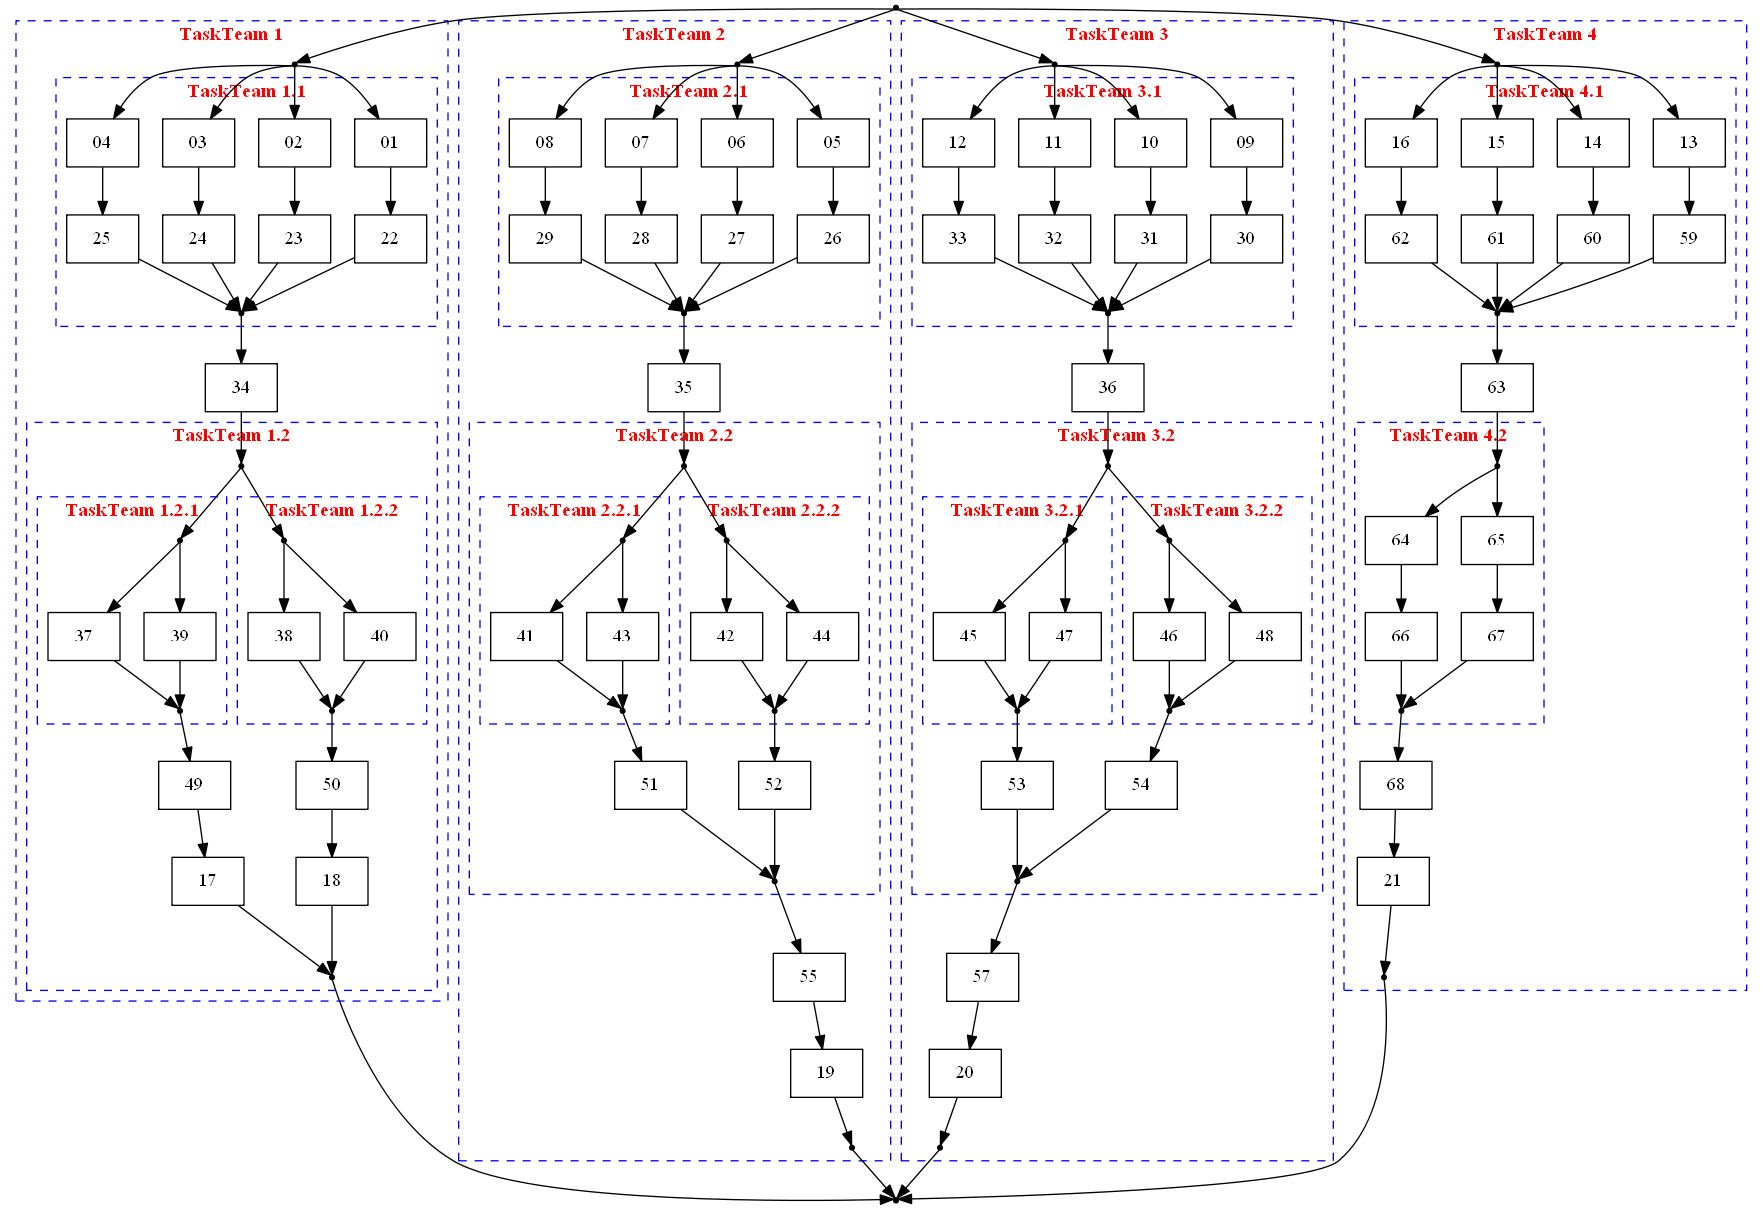 TaskTeam 1 TaskTeam 2 TaskTeam 3 TaskTeam 4
TaskTeam 1.1 TaskTeam 2.1 TaskTeam 3.1 TaskTeam 4.1
04 03 02 01 08 07 06 05 12 11 10 09 16 15 14 13
25 24 23 22 29 28 27 26 33 32 31 30 62 61 60 59
34 35 36 63
TaskTeam 1.2 TaskTeam 2.2 TaskTeam 3.2 TaskTeam 4.2
TaskTeam 1.2.1 TaskTeam 1.2.2 TaskTeam 2.2.1 TaskTeam 2.2.2 TaskTeam 3.2.1 TaskTeam 3.2.2
64 65
37 39 38 40 41 43 42 44 45 47 46 48 66 67
49 50 51 52 53 54 68
17 18 21
55 57
19 20